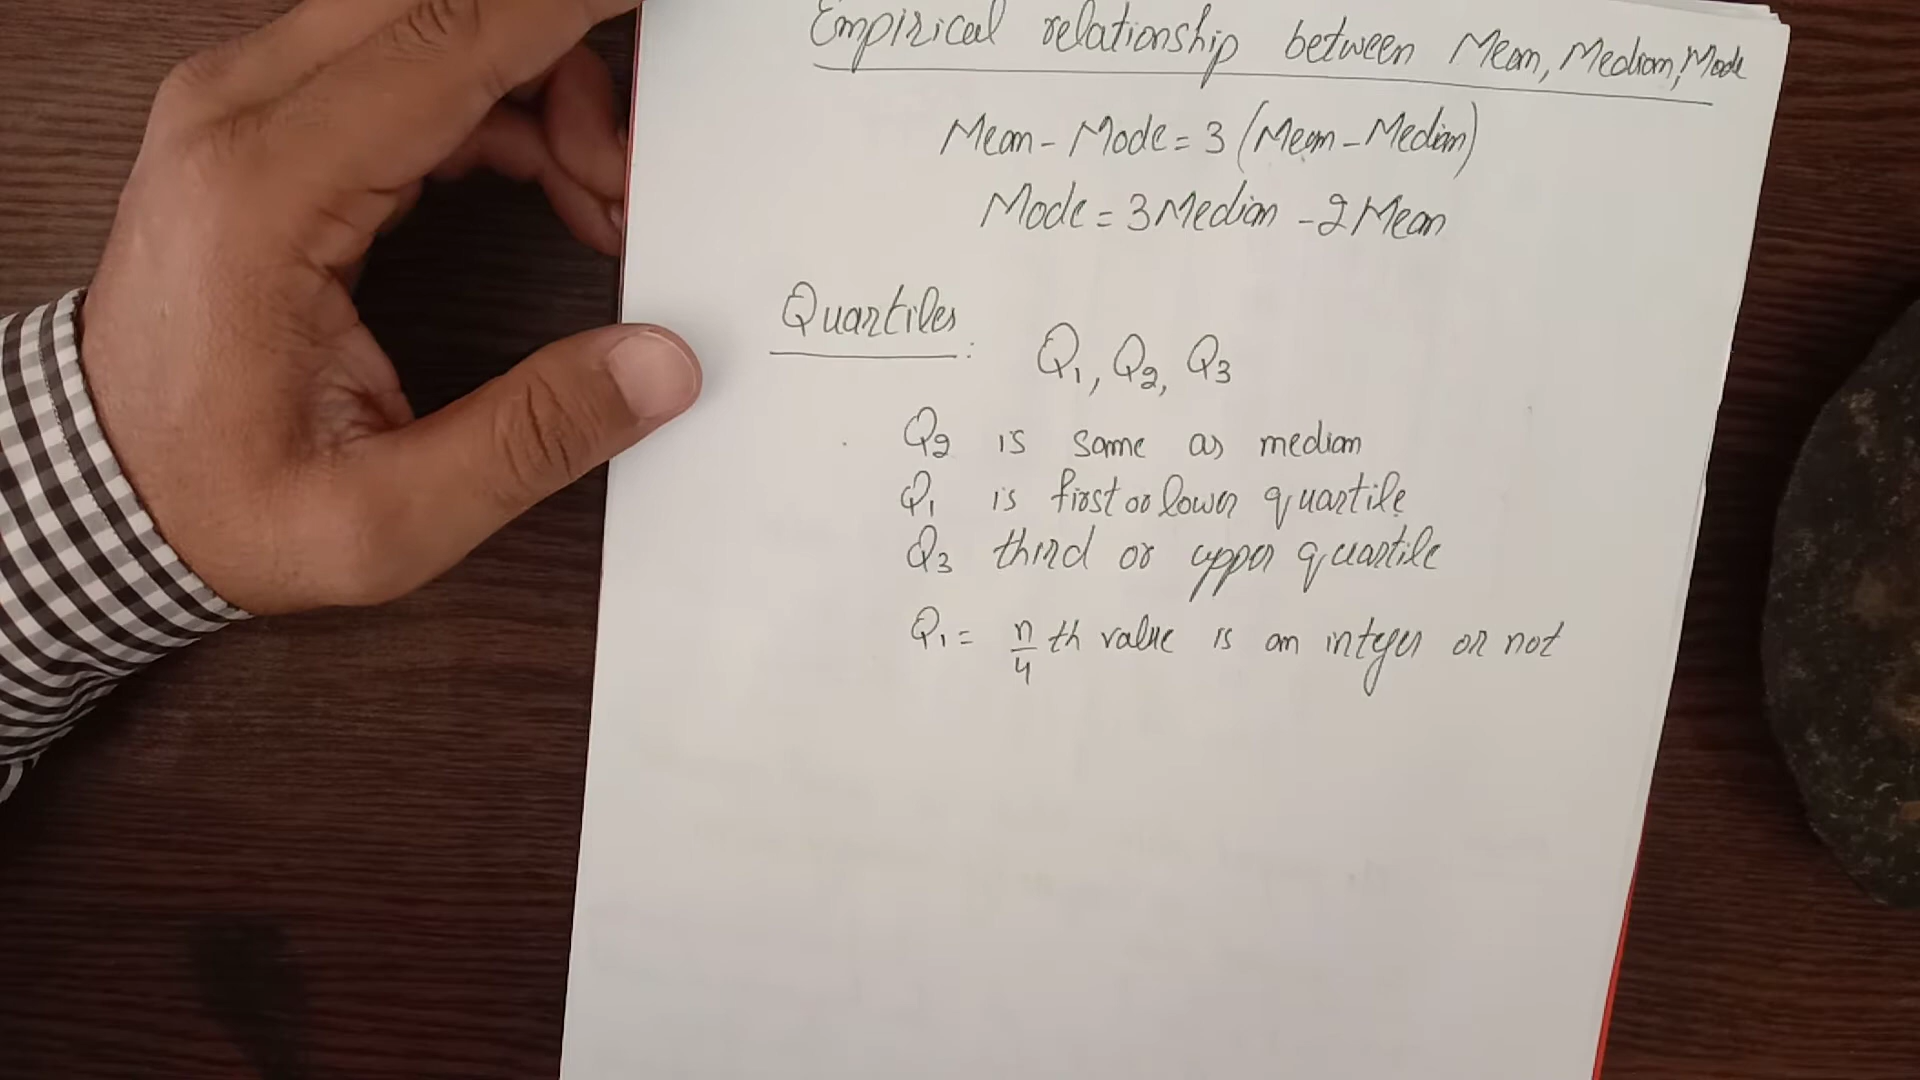 Empirical relationship between Mean, Median, Mode
Mean - Mode = 3 (Mean - Median)
Mode = 3 Median - 2 Mean
Quartiles :
Q1, Q2, Q3
Q2 is same as median
Q1 is first or lower quartile
Q3 third or upper quartile
Q1 = n/4 th value is an integer or not